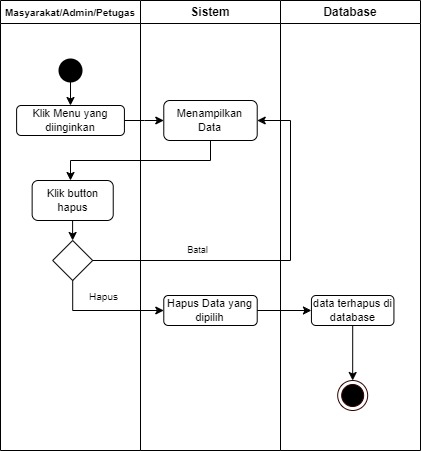 Masyarakat/Admin/Petugas
Sistem
Database
Klik Menu yang
diinginkan
Menampilkan
Data
Klik button
hapus
Batal
Hapus
Hapus Data yang
dipilih
data terhapus di
database